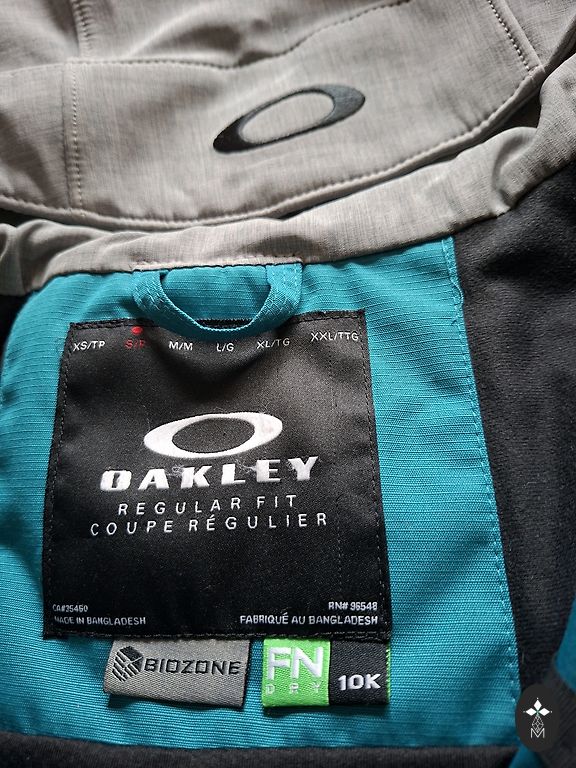 XS/TP S/P M/M L/G XL/TG XXL/TTG
OAKLEY
REGULAR FIT
COUPE RÉGULIER
CA#35460 RN# 96548
MADE IN BANGLADESH FABRIQUÉ AU BANGLADESH
BIOZONE
FN
DRY
10K
M